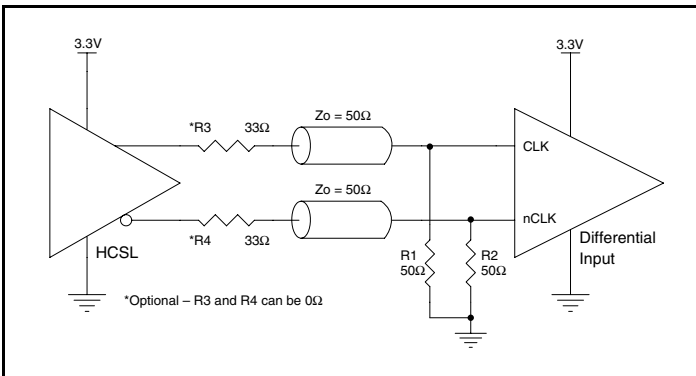 3.3V
3.3V
*R3 33Ω
Zo = 50Ω
CLK
Zo = 50Ω
nCLK
HCSL
*R4 33Ω
R1
50Ω
R2
50Ω
Differential
Input
*Optional – R3 and R4 can be 0Ω